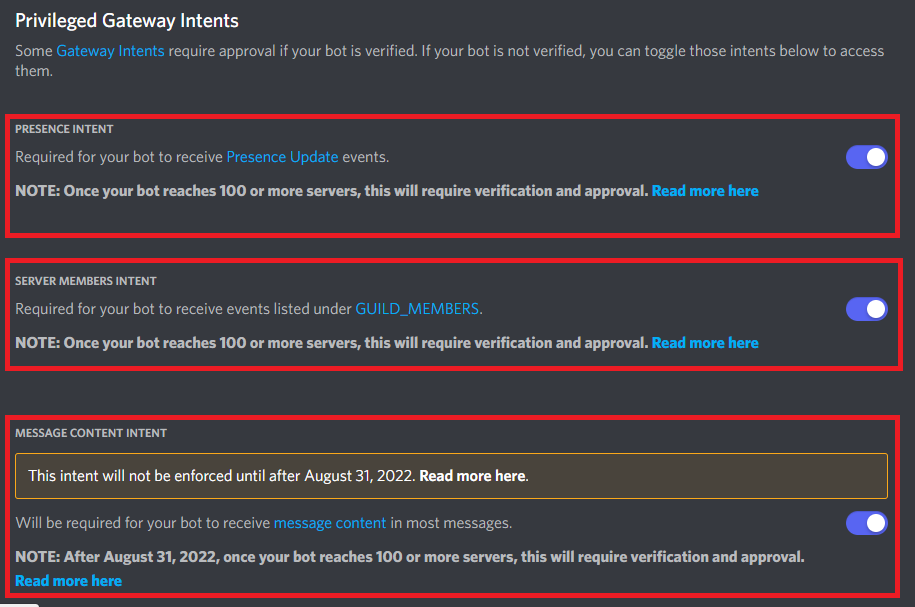 Privileged Gateway Intents
Some Gateway Intents require approval if your bot is verified. If your bot is not verified, you can toggle those intents below to access
them.
PRESENCE INTENT
Required for your bot to receive Presence Update events.
NOTE: Once your bot reaches 100 or more servers, this will require verification and approval. Read more here
SERVER MEMBERS INTENT
Required for your bot to receive events listed under GUILD_MEMBERS.
NOTE: Once your bot reaches 100 or more servers, this will require verification and approval. Read more here
MESSAGE CONTENT INTENT
This intent will not be enforced until after August 31, 2022. Read more here.
Will be required for your bot to receive message content in most messages.
NOTE: After August 31, 2022, once your bot reaches 100 or more servers, this will require verification and approval.
Read more here